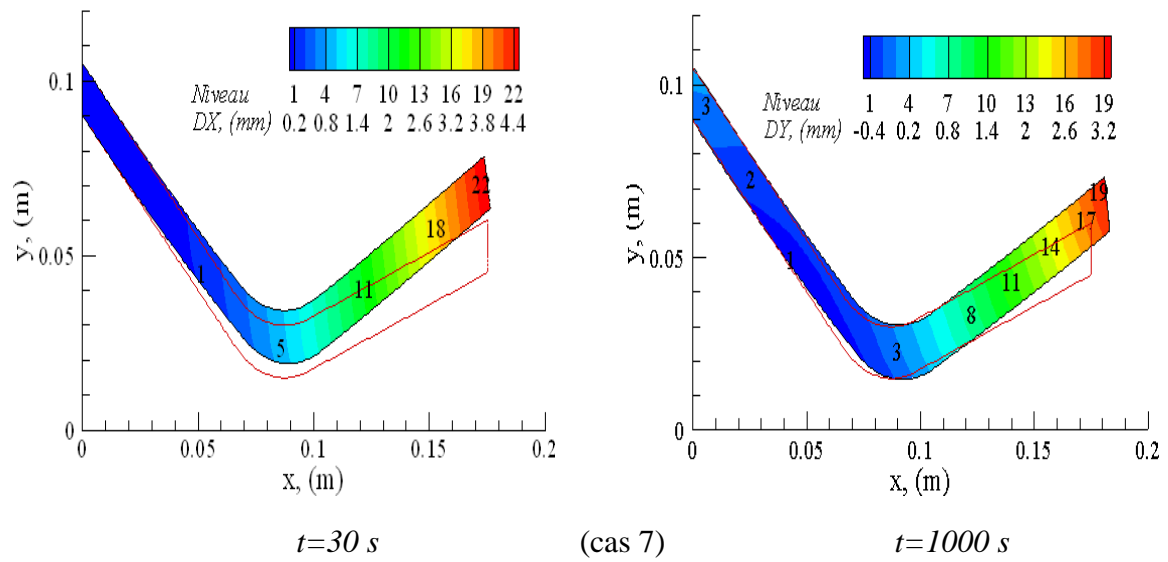 Niveau 1 4 7 10 13 16 19 22
DX, (mm) 0.2 0.8 1.4 2 2.6 3.2 3.8 4.4
0.1
0.05
0
y, (m)
22
18
11
1
5
0 0.05 0.1 0.15 0.2
x, (m)
Niveau 1 4 7 10 13 16 19
DY, (mm) -0.4 0.2 0.8 1.4 2 2.6 3.2
0.1
0.05
0
y, (m)
3
2
1
19
17
14
11
8
3
0 0.05 0.1 0.15 0.2
x, (m)
t=30 s (cas 7) t=1000 s